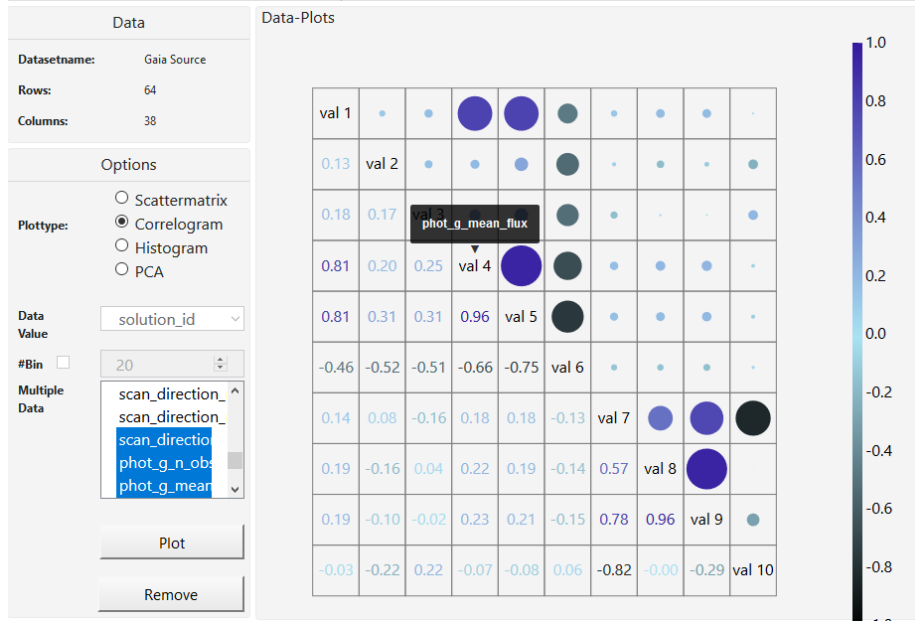 Data
Datasetname: Gaia Source
Rows: 64
Columns: 38
Options
Plottype:
Scattermatrix
Correlogram
Histogram
PCA
Data Value
solution_id
#Bin
20
Multiple Data
scan_direction_
scan_direction_
scan_direction
phot_g_n_obs
phot_g_mean
Plot
Remove
Data-Plots
val 1
0.13 val 2
0.18 0.17
phot_g_mean_flux
0.81 0.20 0.25 val 4
0.81 0.31 0.31 0.96 val 5
-0.46 -0.52 -0.51 -0.66 -0.75 val 6
0.14 0.08 -0.16 0.18 0.18 -0.13 val 7
0.19 -0.16 0.04 0.22 0.19 -0.14 0.57 val 8
0.19 -0.10 -0.02 0.23 0.21 -0.15 0.78 0.96 val 9
-0.03 -0.22 0.22 -0.07 -0.08 0.06 -0.82 -0.00 -0.29 val 10
1.0
0.8
0.6
0.4
0.2
0.0
-0.2
-0.4
-0.6
-0.8